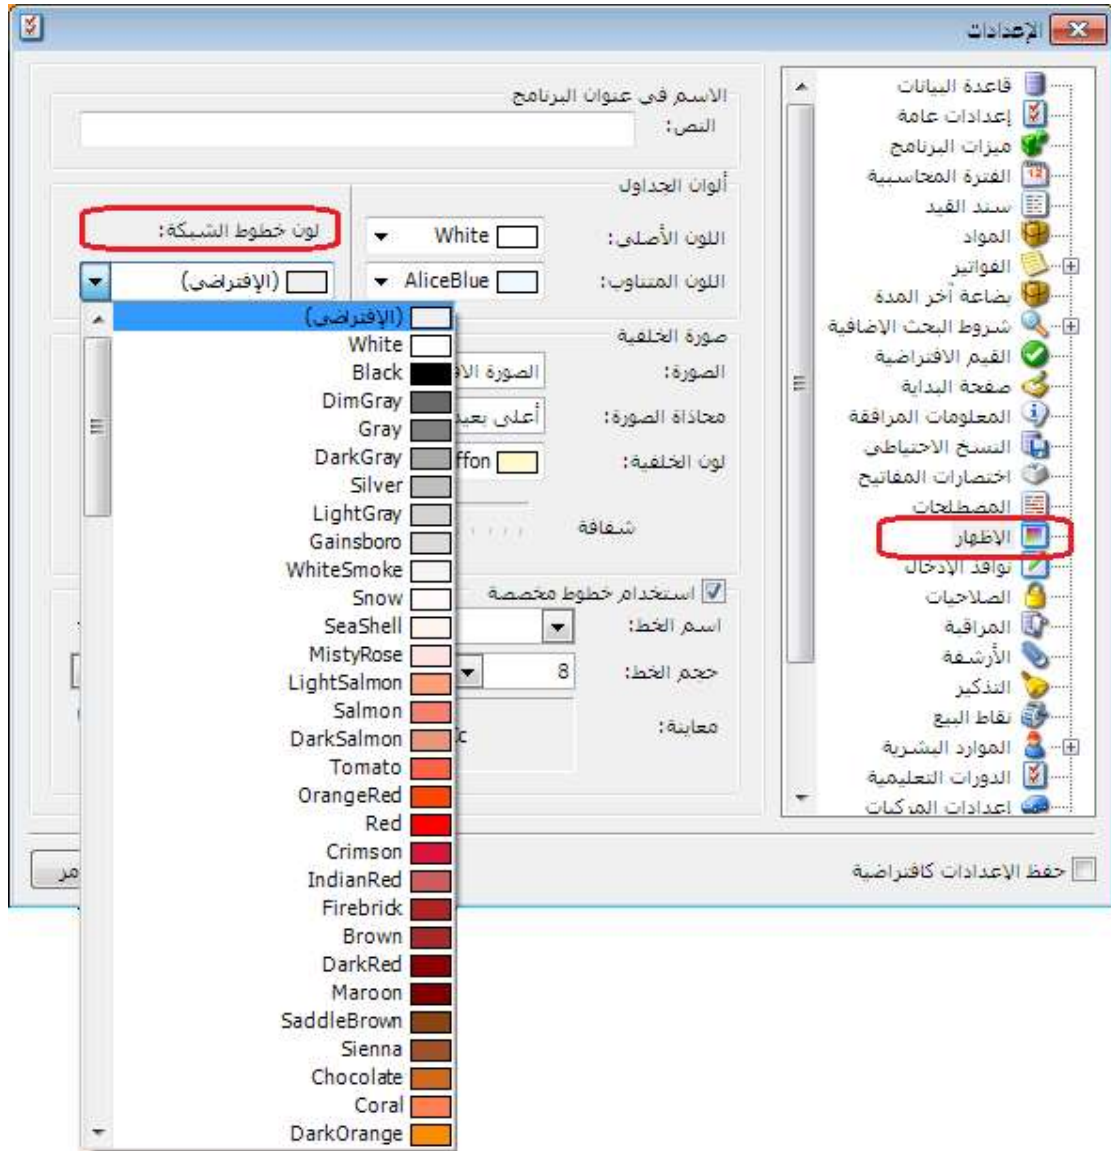 الإعدادات
قاعدة البيانات
إعدادات عامة
ميزات البرنامج
الفترة المحاسبية
سند القيد
المواد
الفواتير
بضاعة آخر المدة
شروط البحث الإضافية
القيم الافتراضية
صفحة البداية
المعلومات المرافقة
النسخ الاحتياطي
اختصارات المفاتيح
المصطلحات
الإظهار
نوافذ الإدخال
الصلاحيات
المراقبة
الأرشفة
التذكير
نقاط البيع
الموارد البشرية
الدورات التعليمية
إعدادات المركبات
الاسم في عنوان البرنامج
النص:
ألوان الجداول
اللون الأصلي: White
لون خطوط الشبكة:
اللون المتناوب: AliceBlue
(الإفتراضي)
صورة الخلفية
الصورة: الصورة
محاذاة الصورة: أعلى
لون الخلفية:
شفافة
استخدام خطوط مخصصة
اسم الخط:
حجم الخط: 8
معاينة:
(الإفتراضي)
White
Black
DimGray
Gray
DarkGray
Silver
LightGray
Gainsboro
WhiteSmoke
Snow
SeaShell
MistyRose
LightSalmon
Salmon
DarkSalmon
Tomato
OrangeRed
Red
Crimson
IndianRed
Firebrick
Brown
DarkRed
Maroon
SaddleBrown
Sienna
Chocolate
Coral
DarkOrange
حفظ الإعدادات كافتراضية